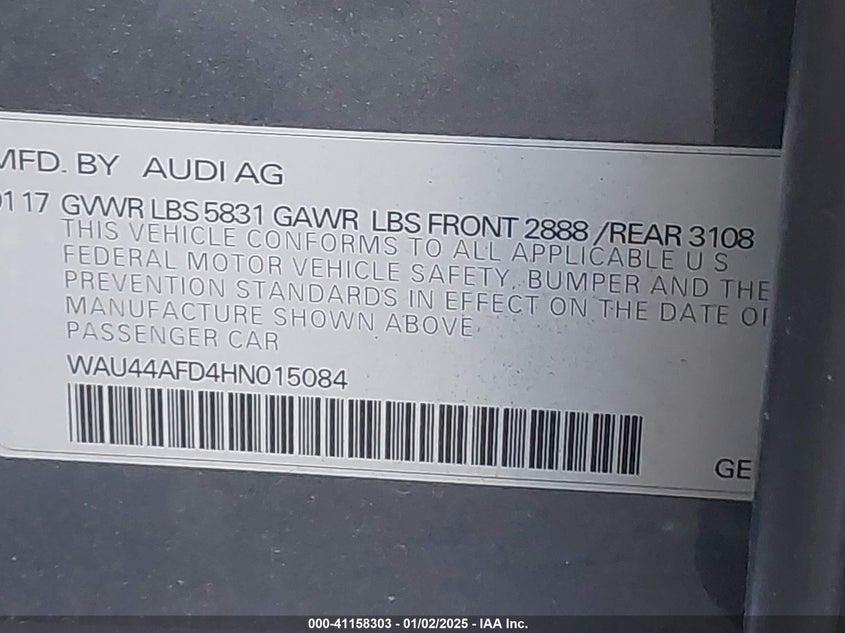 MFD. BY AUDI AG
0117 GVWR LBS 5831 GAWR LBS FRONT 2888 /REAR 3108
THIS VEHICLE CONFORMS TO ALL APPLICABLE U S
FEDERAL MOTOR VEHICLE SAFETY, BUMPER AND THE
PREVENTION STANDARDS IN EFFECT ON THE DATE OF
MANUFACTURE SHOWN ABOVE
PASSENGER CAR
WAU44AFD4HN015084
GE
000-41158303 - 01/02/2025 - IAA Inc.